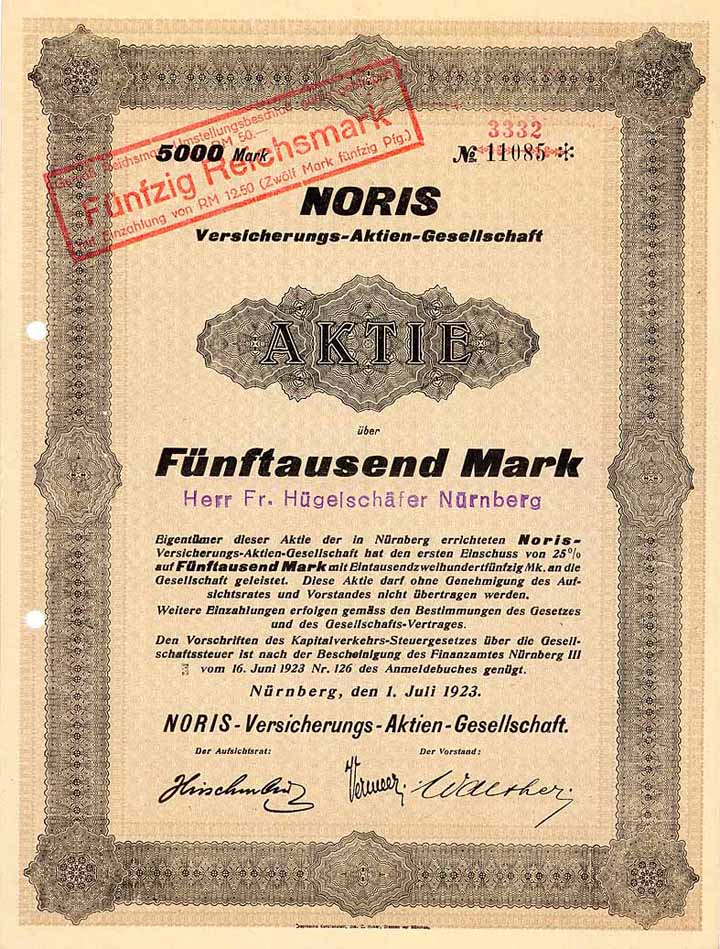 5000 Mark
Fünfzig Reichsmark
Einzahlung von RM 12.50 (Zwölf Mark fünfzig Pfg.)
3332
№ 11085 *
NORIS
Versicherungs-Aktien-Gesellschaft
AKTIE
über
Fünftausend Mark
Herr Fr. Hügelschäfer Nürnberg
Eigentümer dieser Aktie der in Nürnberg errichteten Noris-
Versicherungs-Aktien-Gesellschaft hat den ersten Einschuss von 25%
auf Fünftausend Mark mit Eintausendzweihundertfünfzig Mk. an die
Gesellschaft geleistet. Diese Aktie darf ohne Genehmigung des Auf-
sichtsrates und Vorstandes nicht übertragen werden.
Weitere Einzahlungen erfolgen gemäss den Bestimmungen des Gesetzes
und des Gesellschafts-Vertrages.
Den Vorschriften des Kapitalverkehrs-Steuergesetzes über die Gesell-
schaftssteuer ist nach der Bescheinigung des Finanzamtes Nürnberg III
vom 16. Juni 1923 Nr. 126 des Anmeldebuches genügt.
Nürnberg, den 1. Juli 1923.
NORIS-Versicherungs-Aktien-Gesellschaft.
Der Aufsichtsrat: Der Vorstand:
Vermeer. Walther.